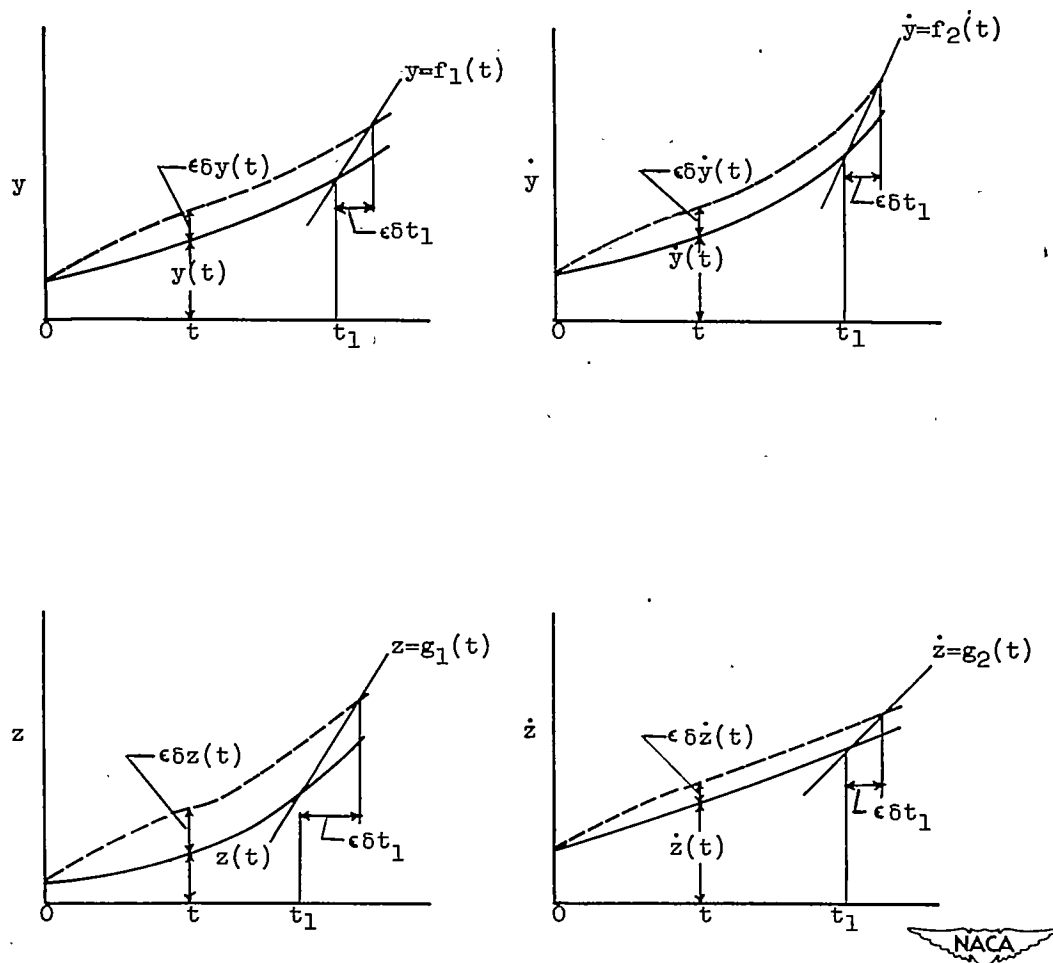 y=f₁(t)
εδy(t)
y
εδt₁
y(t)
0
t
t₁
ẏ=f₂(t)
εδẏ(t)
ẏ
εδt₁
ẏ(t)
0
t
t₁
z=g₁(t)
z
εδz(t)
εδt₁
z(t)
0
t
t₁
ż=g₂(t)
ż
εδż(t)
εδt₁
ż(t)
0
t
t₁
NACA